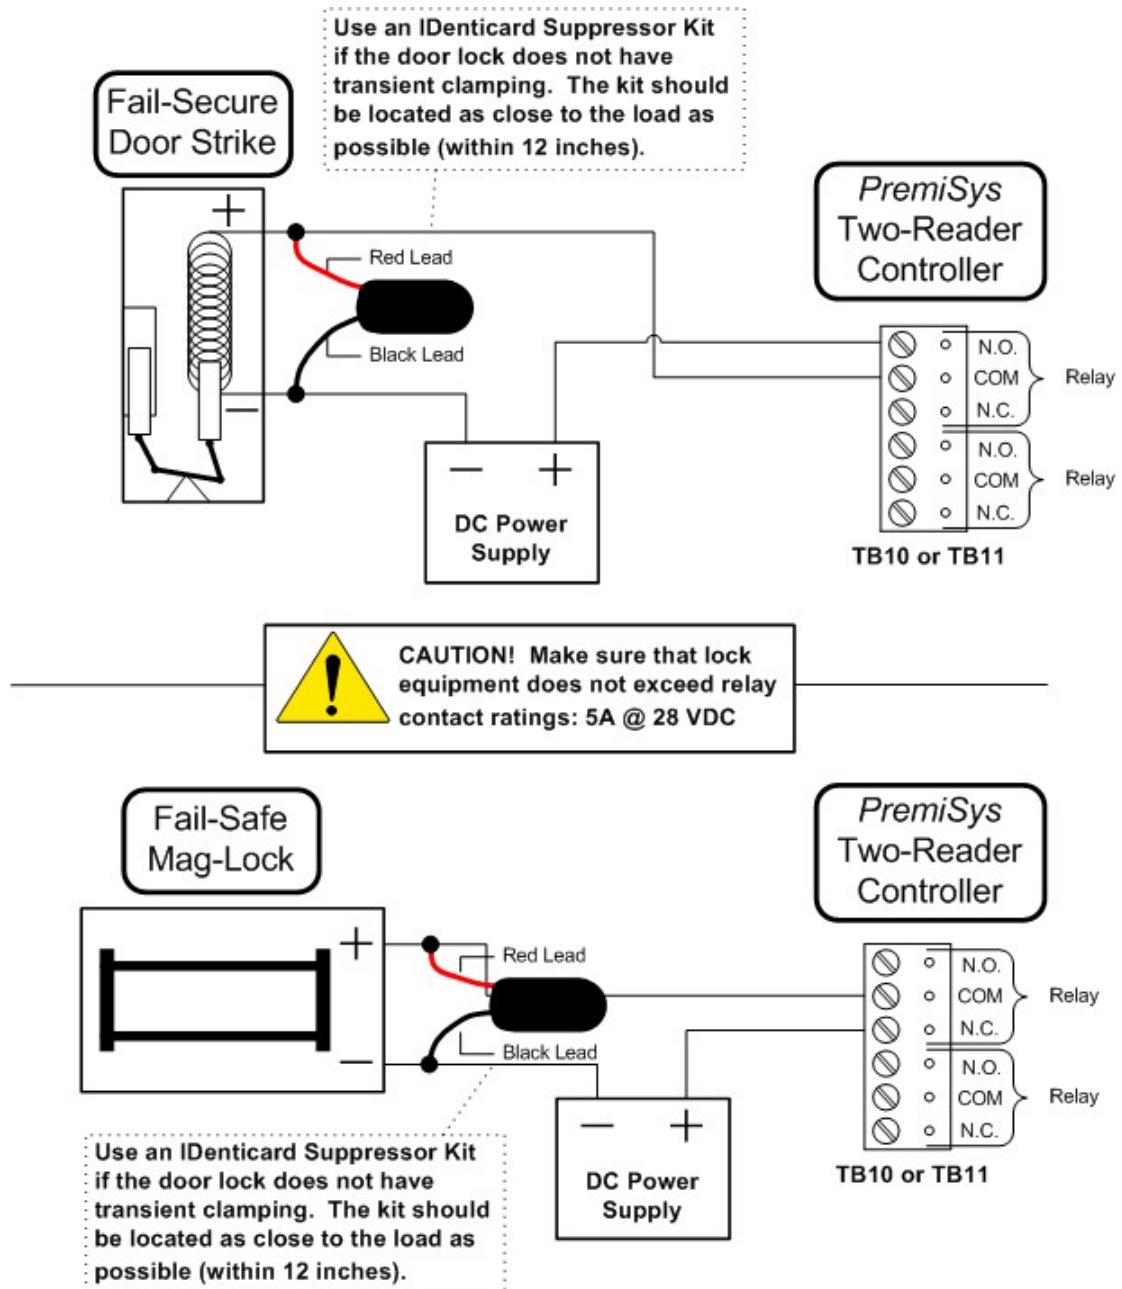 Use an IDenticard Suppressor Kit
if the door lock does not have
transient clamping. The kit should
be located as close to the load as
possible (within 12 inches).
Fail-Secure
Door Strike
PremiSys
Two-Reader
Controller
+
Red Lead
Black Lead
—
N.O.
COM
N.C.
Relay
N.O.
COM
N.C.
Relay
— +
DC Power
Supply
TB10 or TB11
CAUTION! Make sure that lock
equipment does not exceed relay
contact ratings: 5A @ 28 VDC
Fail-Safe
Mag-Lock
PremiSys
Two-Reader
Controller
+
Red Lead
Black Lead
—
N.O.
COM
N.C.
Relay
N.O.
COM
N.C.
Relay
— +
DC Power
Supply
TB10 or TB11
Use an IDenticard Suppressor Kit
if the door lock does not have
transient clamping. The kit should
be located as close to the load as
possible (within 12 inches).